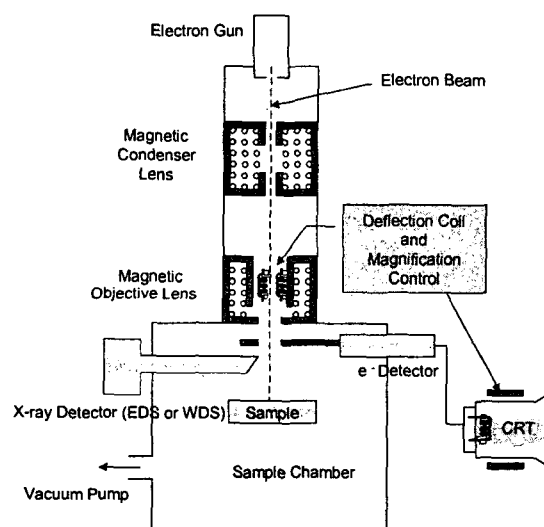 Electron Gun
Electron Beam
Magnetic
Condenser
Lens
Deflection Coil
and
Magnification
Control
Magnetic
Objective Lens
e⁻ Detector
X-ray Detector (EDS or WDS)
Sample
CRT
Sample Chamber
Vacuum Pump